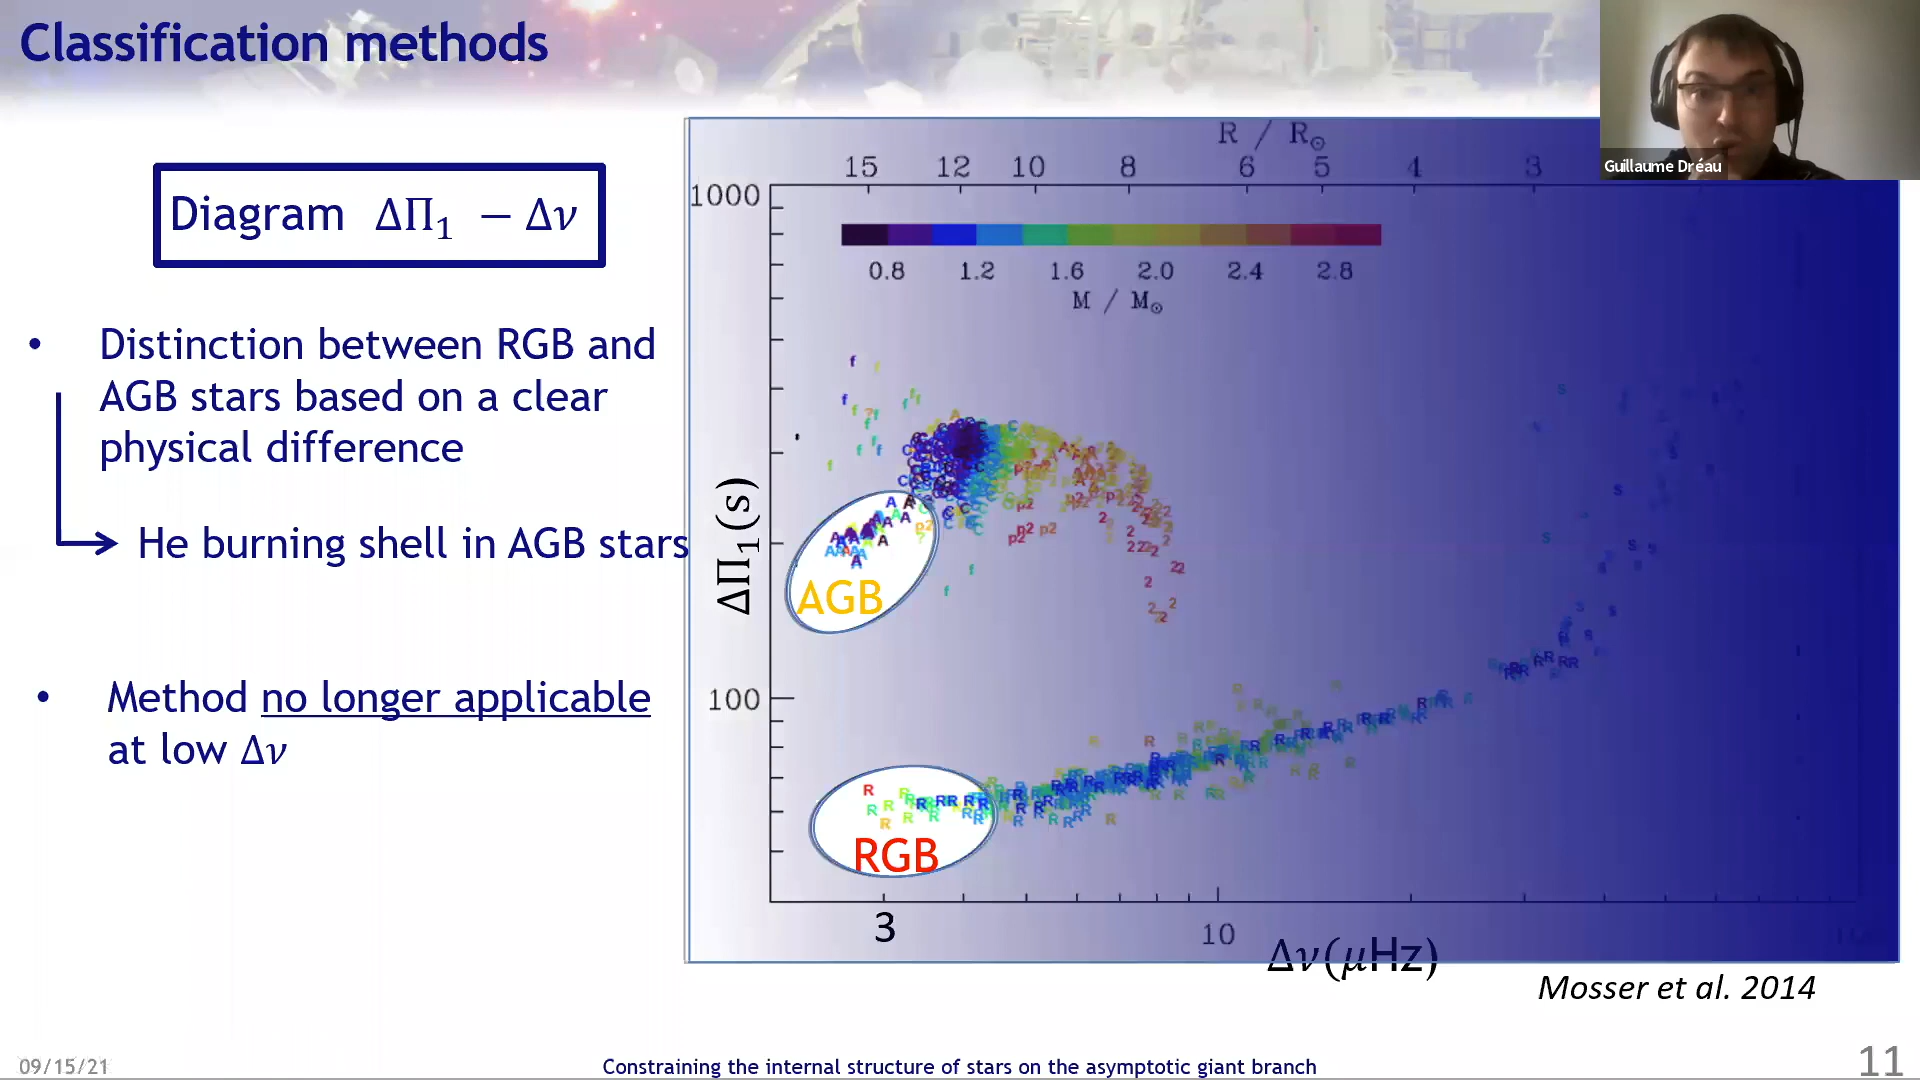 Classification methods
Guillaume Dréau
Diagram ΔΠ₁ − Δν
• Distinction between RGB and
AGB stars based on a clear
physical difference
He burning shell in AGB stars
• Method no longer applicable
at low Δν
R / R☉
15 12 10 8 6 5 4 3
1000
0.8 1.2 1.6 2.0 2.4 2.8
M / M☉
ΔΠ₁(s)
AGB
100
RGB
3
10
Δν(μHz)
Mosser et al. 2014
09/15/21
Constraining the internal structure of stars on the asymptotic giant branch
11